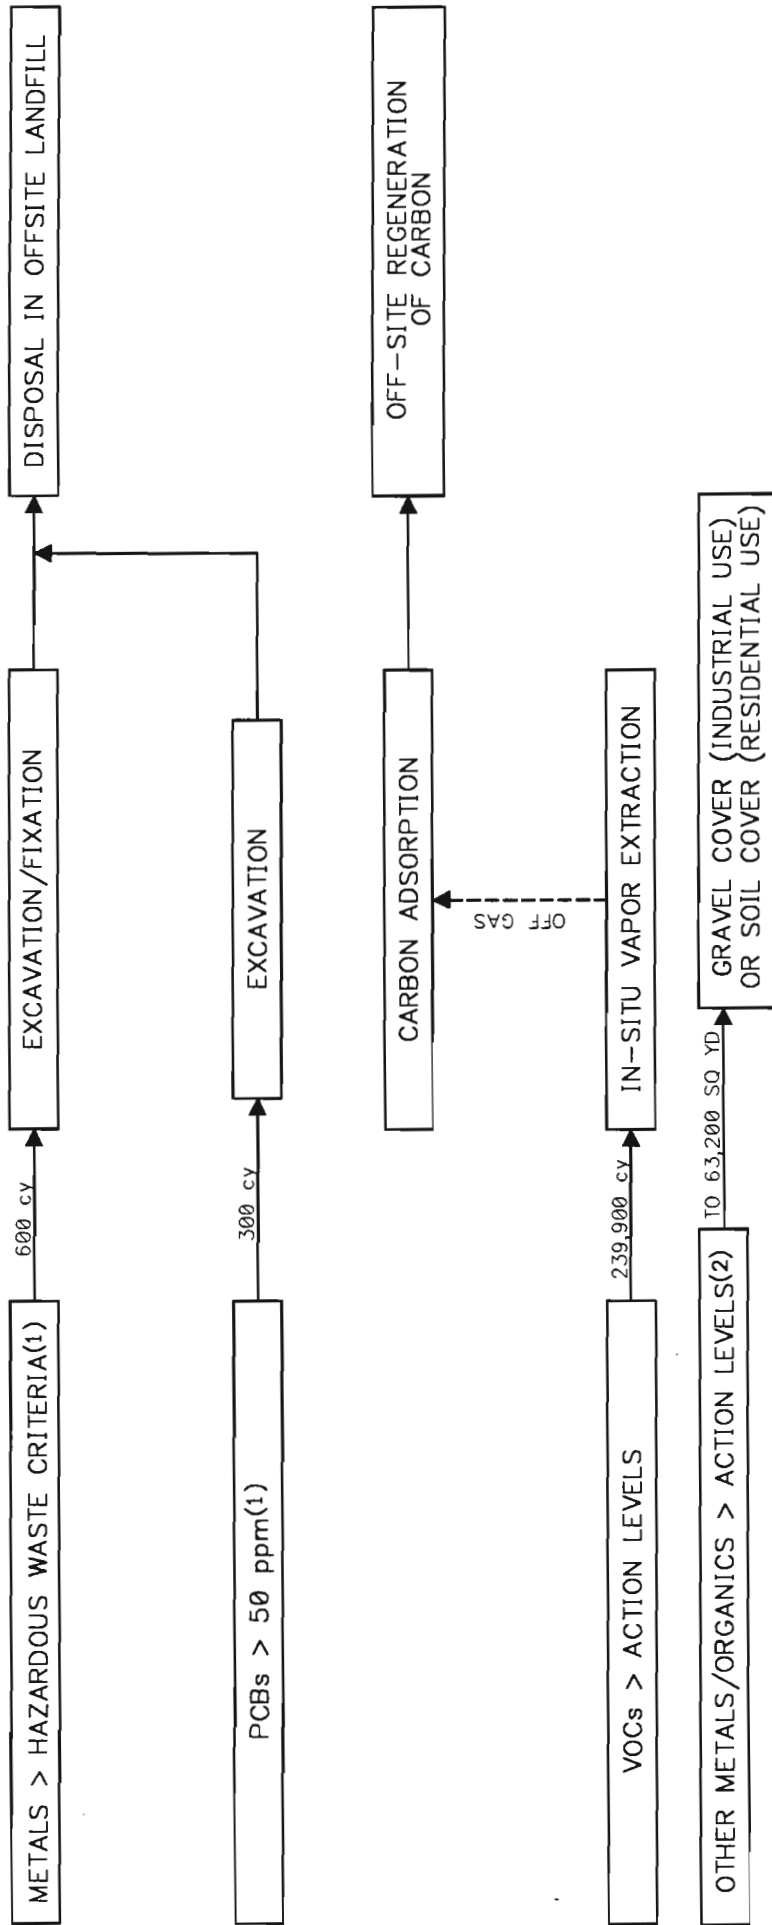 METALS > HAZARDOUS WASTE CRITERIA(1)
600 cy
EXCAVATION/FIXATION
DISPOSAL IN OFFSITE LANDFILL
PCBs > 50 ppm(1)
300 cy
EXCAVATION
CARBON ADSORPTION
OFF-SITE REGENERATION
OF CARBON
OFF GAS
VOCs > ACTION LEVELS
239,900 cy
IN-SITU VAPOR EXTRACTION
OTHER METALS/ORGANICS > ACTION LEVELS(2)
TO 63,200 SQ YD
GRAVEL COVER (INDUSTRIAL USE)
OR SOIL COVER (RESIDENTIAL USE)